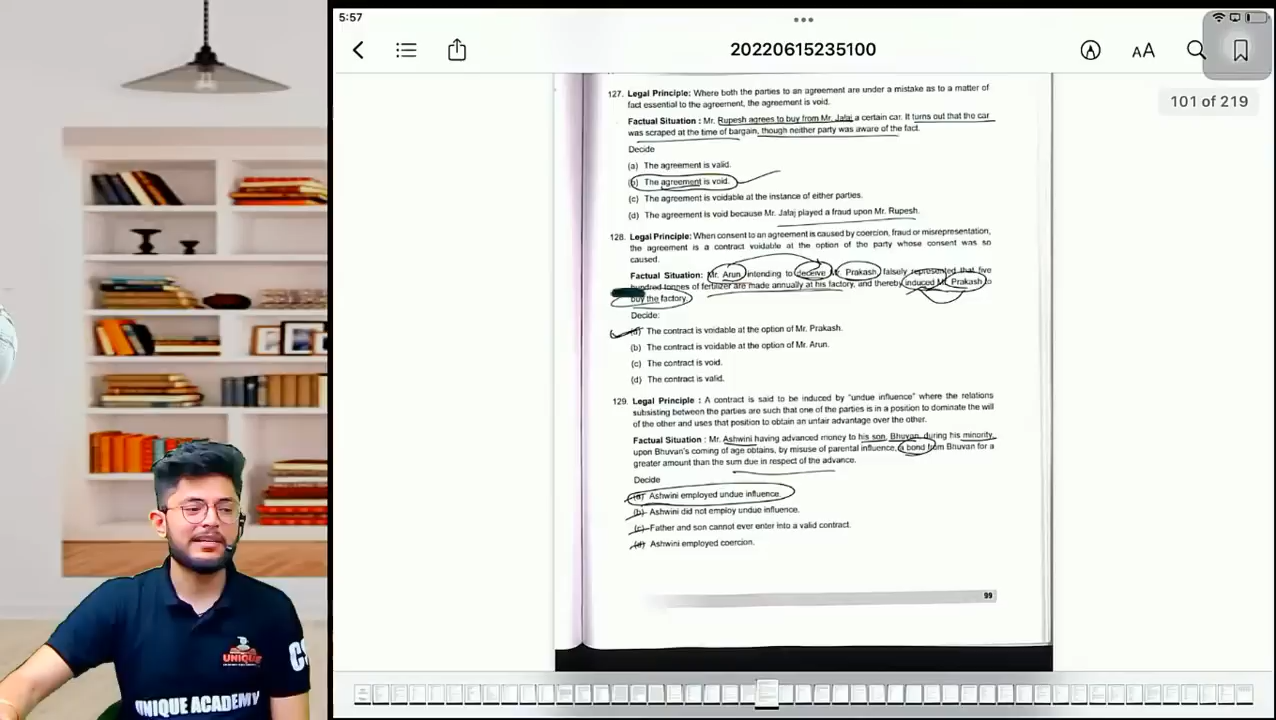 5:57
20220615235100
AA
101 of 219
127. Legal Principle: Where both the parties to an agreement are under a mistake as to a matter of
fact essential to the agreement, the agreement is void.
Factual Situation : Mr. Rupesh agrees to buy from Mr. Jalaj a certain car. It turns out that the car
was scraped at the time of bargain, though neither party was aware of the fact.
Decide
(a) The agreement is valid.
(b) The agreement is void.
(c) The agreement is voidable at the instance of either parties.
(d) The agreement is void because Mr. Jalaj played a fraud upon Mr. Rupesh.
128. Legal Principle: When consent to an agreement is caused by coercion, fraud or misrepresentation,
the agreement is a contract voidable at the option of the party whose consent was so
caused.
Factual Situation: Mr. Arun intending to deceive Mr. Prakash falsely represented that five
hundred tonnes of fertilizer are made annually at his factory, and thereby induced Mr. Prakash to
buy the factory.
Decide:
(a) The contract is voidable at the option of Mr. Prakash.
(b) The contract is voidable at the option of Mr. Arun.
(c) The contract is void.
(d) The contract is valid.
129. Legal Principle : A contract is said to be induced by "undue influence" where the relations
subsisting between the parties are such that one of the parties is in a position to dominate the will
of the other and uses that position to obtain an unfair advantage over the other.
Factual Situation : Mr. Ashwini having advanced money to his son, Bhuvan, during his minority,
upon Bhuvan's coming of age obtains, by misuse of parental influence, a bond from Bhuvan for a
greater amount than the sum due in respect of the advance.
Decide
(a) Ashwini employed undue influence.
(b) Ashwini did not employ undue influence.
(c) Father and son cannot ever enter into a valid contract.
(d) Ashwini employed coercion.
99
UNIQUE
UNIQUE ACADEMY
CS